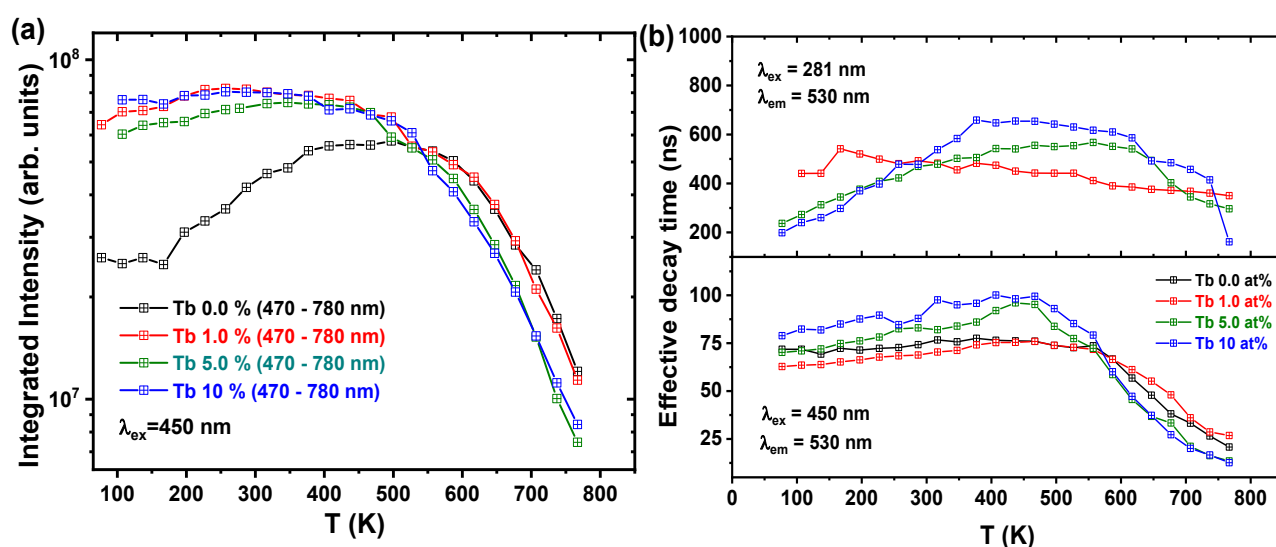 (a)
Integrated Intensity (arb. units)
10⁸
10⁷
Tb 0.0 % (470 - 780 nm)
Tb 1.0 % (470 - 780 nm)
Tb 5.0 % (470 - 780 nm)
Tb 10 % (470 - 780 nm)
λex=450 nm
100 200 300 400 500 600 700 800
T (K)
(b)
Effective decay time (ns)
1000
800
600
400
200
λex = 281 nm
λem = 530 nm
100
75
50
25
Tb 0.0 at%
Tb 1.0 at%
Tb 5.0 at%
Tb 10 at%
λex = 450 nm
λem = 530 nm
0 100 200 300 400 500 600 700 800
T (K)